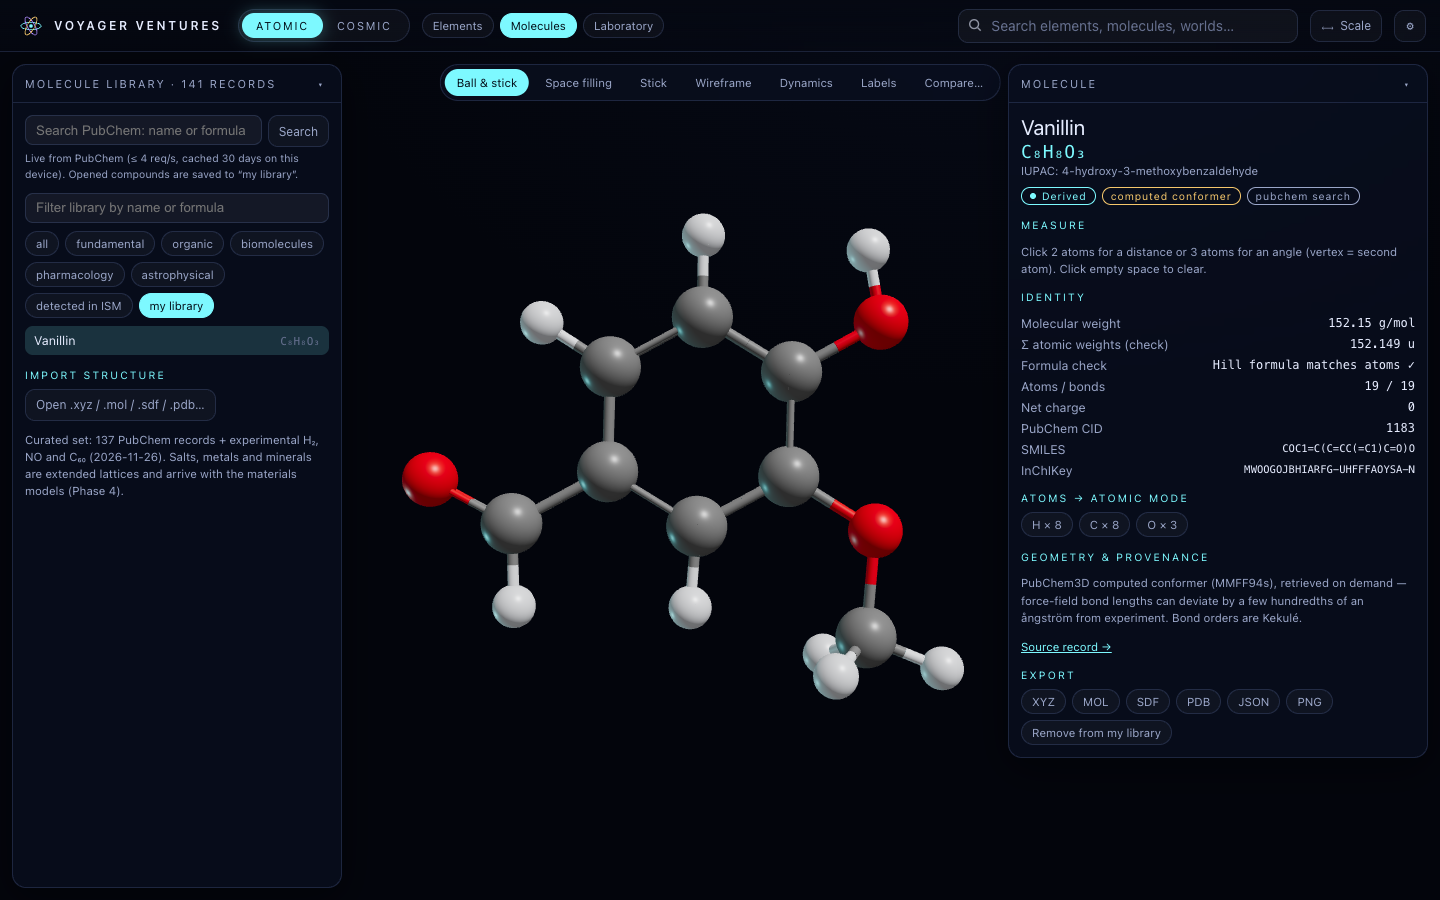 VOYAGER VENTURES
ATOMIC
COSMIC
Elements
Molecules
Laboratory
Search elements, molecules, worlds...
Scale
MOLECULE LIBRARY · 141 RECORDS
Search PubChem: name or formula
Search
Live from PubChem (≤ 4 req/s, cached 30 days on this
device). Opened compounds are saved to “my library”.
Filter library by name or formula
all
fundamental
organic
biomolecules
pharmacology
astrophysical
detected in ISM
my library
Vanillin
C₈H₈O₃
IMPORT STRUCTURE
Open .xyz / .mol / .sdf / .pdb…
Curated set: 137 PubChem records + experimental H₂,
NO and C₆₀ (2026-11-26). Salts, metals and minerals
are extended lattices and arrive with the materials
models (Phase 4).
Ball & stick
Space filling
Stick
Wireframe
Dynamics
Labels
Compare…
MOLECULE
Vanillin
C₈H₈O₃
IUPAC: 4-hydroxy-3-methoxybenzaldehyde
Derived
computed conformer
pubchem search
MEASURE
Click 2 atoms for a distance or 3 atoms for an angle (vertex = second
atom). Click empty space to clear.
IDENTITY
Molecular weight 152.15 g/mol
Σ atomic weights (check) 152.149 u
Formula check Hill formula matches atoms ✓
Atoms / bonds 19 / 19
Net charge 0
PubChem CID 1183
SMILES COC1=C(C=CC(=C1)C=O)O
InChIKey MWOOGOJBHIARFG-UHFFFAOYSA-N
ATOMS → ATOMIC MODE
H × 8
C × 8
O × 3
GEOMETRY & PROVENANCE
PubChem3D computed conformer (MMFF94s), retrieved on demand —
force-field bond lengths can deviate by a few hundredths of an
ångström from experiment. Bond orders are Kekulé.
Source record →
EXPORT
XYZ
MOL
SDF
PDB
JSON
PNG
Remove from my library